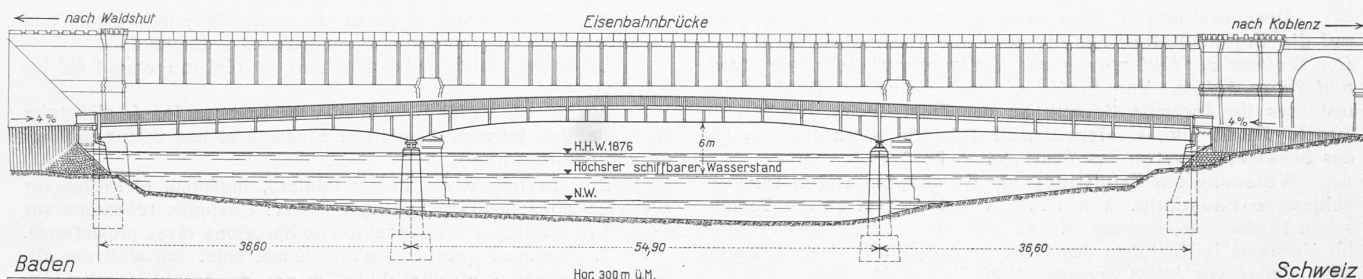 nach Waldshut
Eisenbahnbrücke
nach Koblenz
4%
4%
6m
H.H.W. 1876
Höchster schiffbarer Wasserstand
N.W.
36,60
54,90
36,60
Baden
Hor: 300 m ü.M.
Schweiz